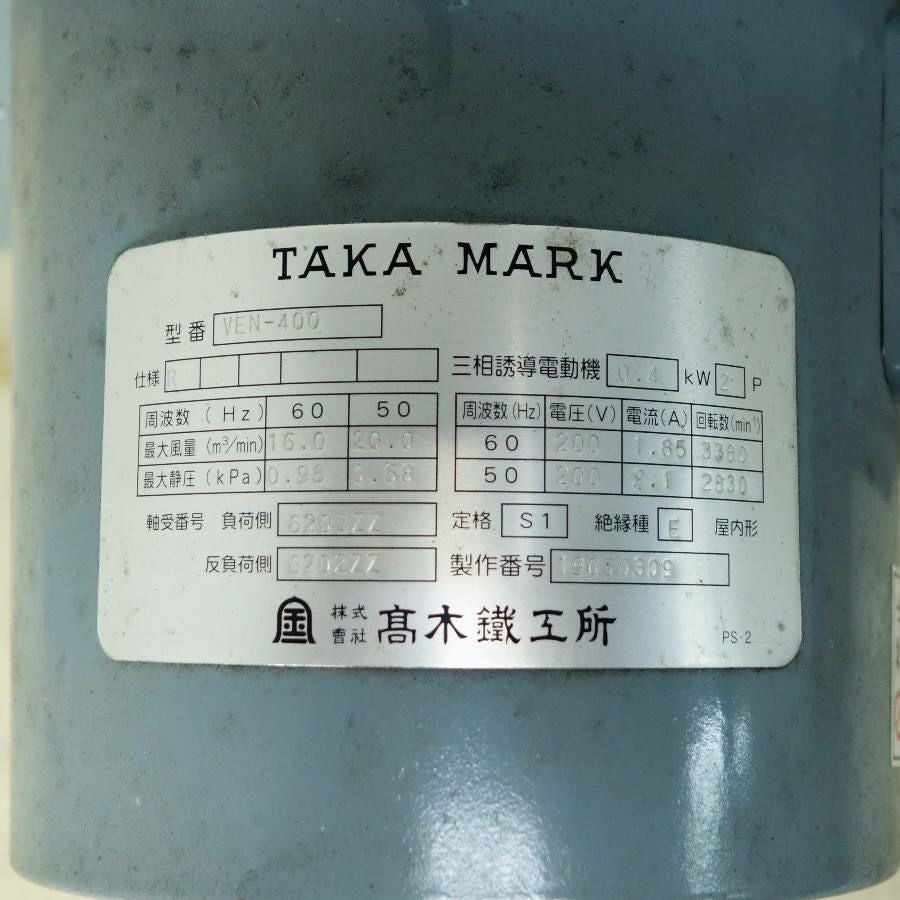 TAKA MARK
型番 VEN-400
仕様 R 三相誘導電動機 0.4 kW 2 P
周波数 (Hz) 60 50
最大風量 (m³/min) 16.0 20.0
最大静圧 (kPa) 0.98 0.68
周波数(Hz) 電圧(V) 電流(A) 回転数(min⁻¹)
60 200 1.85 3380
50 200 2.1 2830
軸受番号 負荷側 6203ZZ 定格 S1 絶縁種 E 屋内形
反負荷側 6202ZZ 製作番号 19060309
株式會社 髙木鐵工所 PS-2